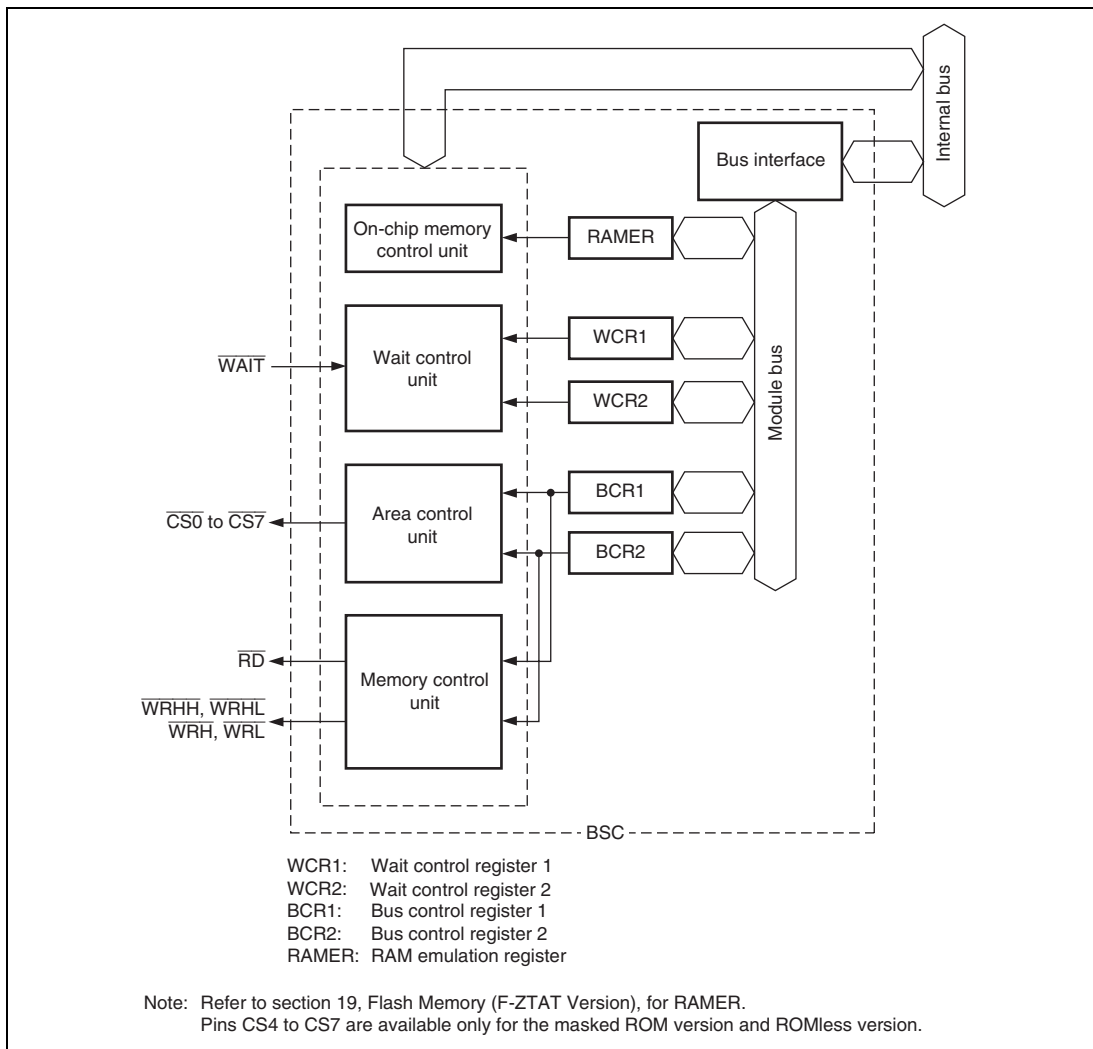 Internal bus
Bus interface
On-chip memory
control unit
RAMER
WAIT
Wait control
unit
WCR1
WCR2
Module bus
CS0 to CS7
Area control
unit
BCR1
BCR2
RD
WRHH, WRHL
WRH, WRL
Memory control
unit
BSC
WCR1: Wait control register 1
WCR2: Wait control register 2
BCR1: Bus control register 1
BCR2: Bus control register 2
RAMER: RAM emulation register
Note: Refer to section 19, Flash Memory (F-ZTAT Version), for RAMER.
Pins CS4 to CS7 are available only for the masked ROM version and ROMless version.